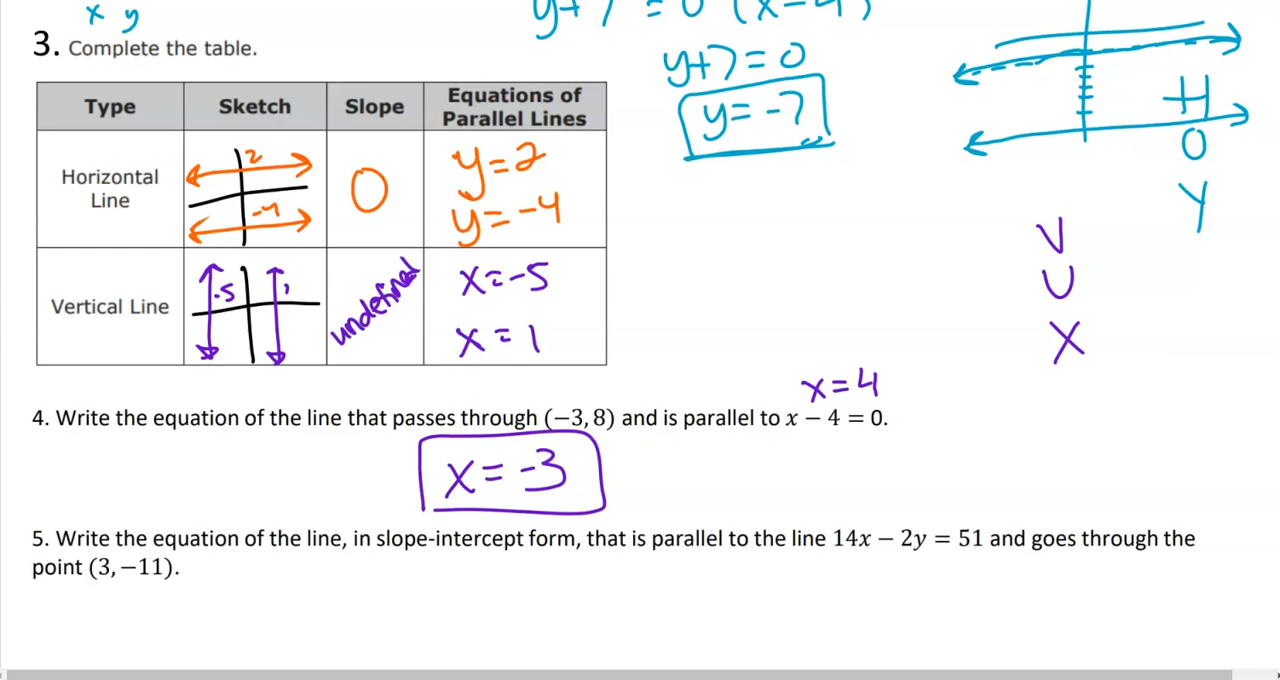 x y
y+7=0(x-4)
3. Complete the table.
y+7=0
y=-7
Type Sketch Slope Equations of Parallel Lines
Horizontal Line 2 -4 0 y=2 y=-4
Vertical Line -5 1 undefined x=-5 x=1
H
O
Y
V
U
X
x=4
4. Write the equation of the line that passes through (−3, 8) and is parallel to x − 4 = 0.
x=-3
5. Write the equation of the line, in slope-intercept form, that is parallel to the line 14x − 2y = 51 and goes through the
point (3, −11).